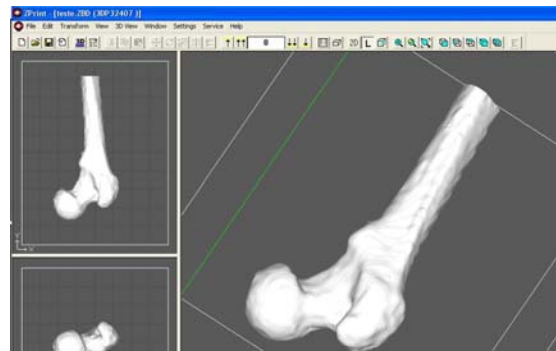 ZPrint - [teste.ZBD (3DP32407 )]
File Edit Transform View 3D View Window Settings Service Help
0 2D L
Y
X